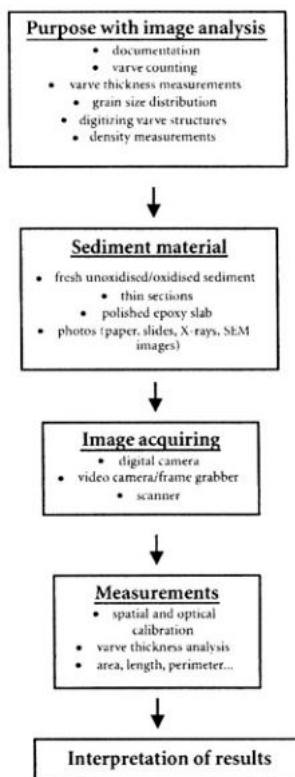 Purpose with image analysis
• documentation
• varve counting
• varve thickness measurements
• grain size distribution
• digitizing varve structures
• density measurements
Sediment material
• fresh unoxidised/oxidised sediment
• thin sections
• polished epoxy slab
• photos (paper, slides, X-rays, SEM
images)
Image acquiring
• digital camera
• video camera/frame grabber
• scanner
Measurements
• spatial and optical
calibration
• varve thickness analysis
• area, length, perimeter...
Interpretation of results